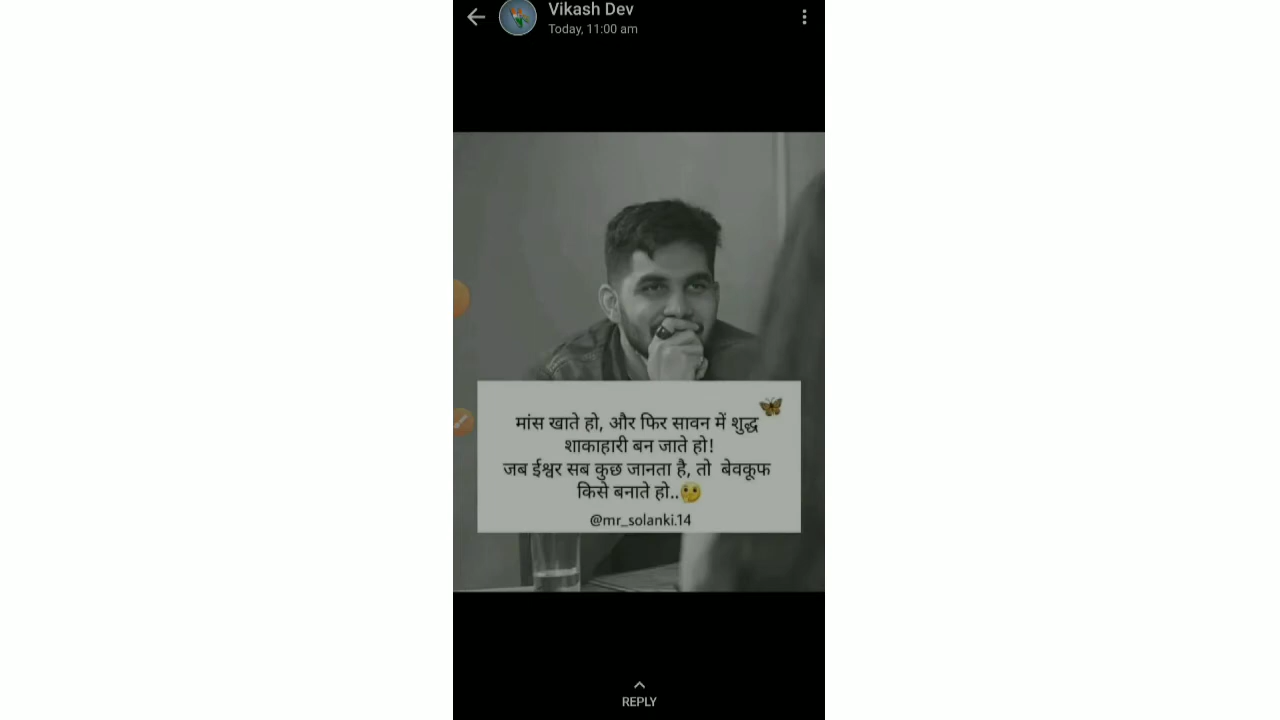 Vikash Dev
Today, 11:00 am
मांस खाते हो, और फिर सावन में शुद्ध
शाकाहारी बन जाते हो!
जब ईश्वर सब कुछ जानता है, तो बेवकूफ
किसे बनाते हो..🤔
@mr_solanki.14
REPLY